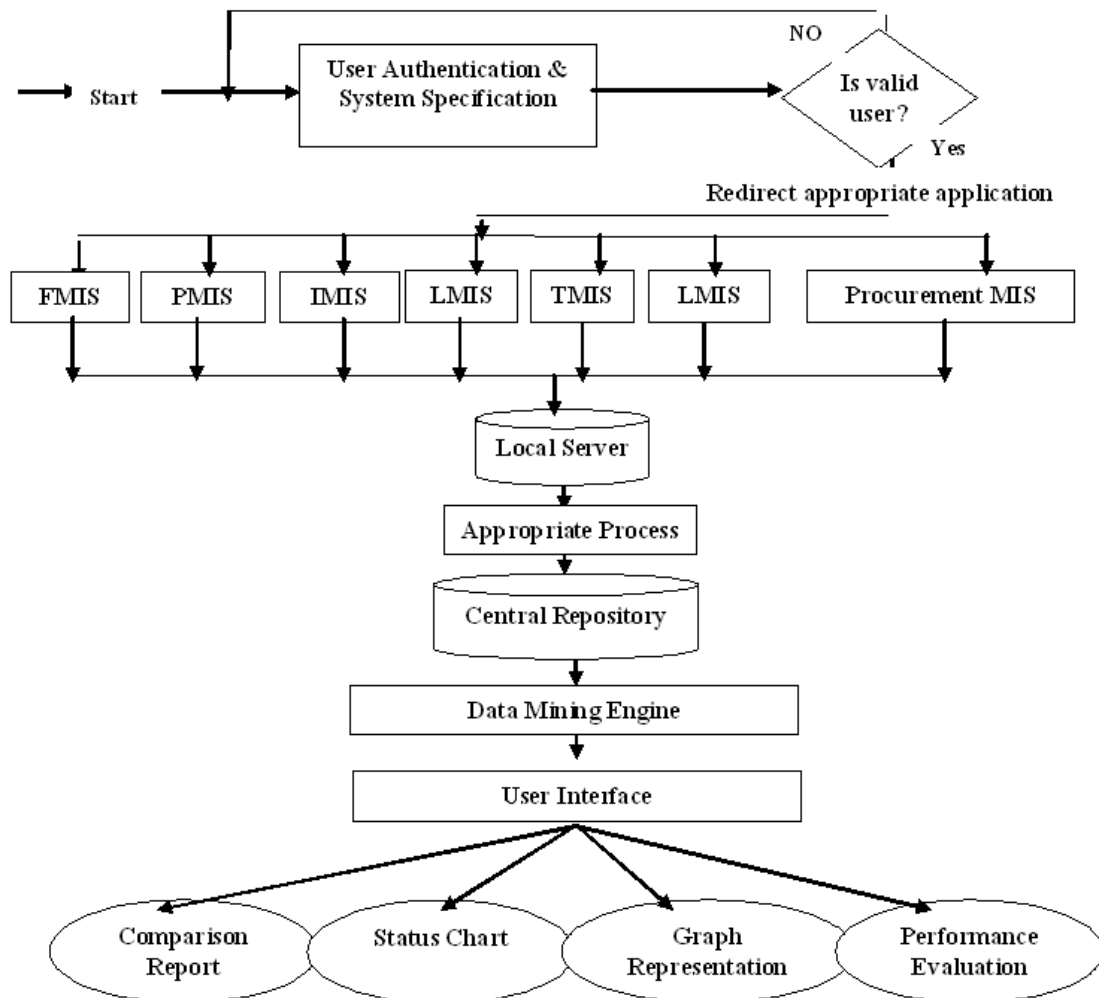 NO
Start
User Authentication &
System Specification
Is valid
user?
Yes
Redirect appropriate application
FMIS
PMIS
IMIS
LMIS
TMIS
LMIS
Procurement MIS
Local Server
Appropriate Process
Central Repository
Data Mining Engine
User Interface
Comparison
Report
Status Chart
Graph
Representation
Performance
Evaluation